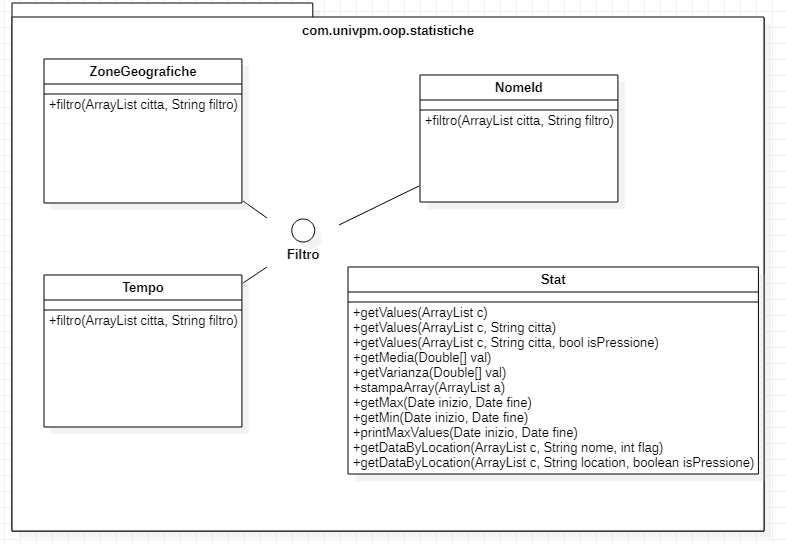 com.univpm.oop.statistiche
ZoneGeografiche
+filtro(ArrayList citta, String filtro)
NomeId
+filtro(ArrayList citta, String filtro)
Filtro
Tempo
+filtro(ArrayList citta, String filtro)
Stat
+getValues(ArrayList c)
+getValues(ArrayList c, String citta)
+getValues(ArrayList c, String citta, bool isPressione)
+getMedia(Double[] val)
+getVarianza(Double[] val)
+stampaArray(ArrayList a)
+getMax(Date inizio, Date fine)
+getMin(Date inizio, Date fine)
+printMaxValues(Date inizio, Date fine)
+getDataByLocation(ArrayList c, String nome, int flag)
+getDataByLocation(ArrayList c, String location, boolean isPressione)